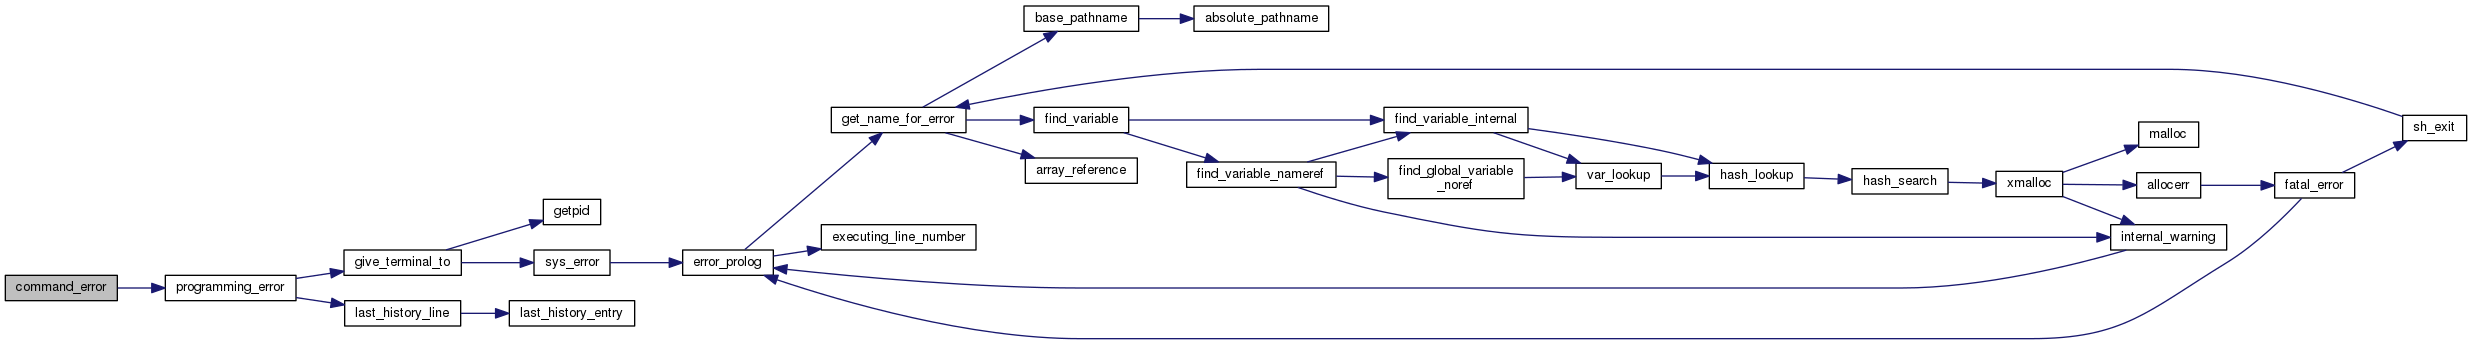 command_error
programming_error
give_terminal_to
last_history_line
getpid
sys_error
last_history_entry
error_prolog
get_name_for_error
executing_line_number
base_pathname
absolute_pathname
find_variable
array_reference
find_variable_nameref
find_variable_internal
find_global_variable
_noref
var_lookup
hash_lookup
hash_search
xmalloc
malloc
allocerr
internal_warning
fatal_error
sh_exit